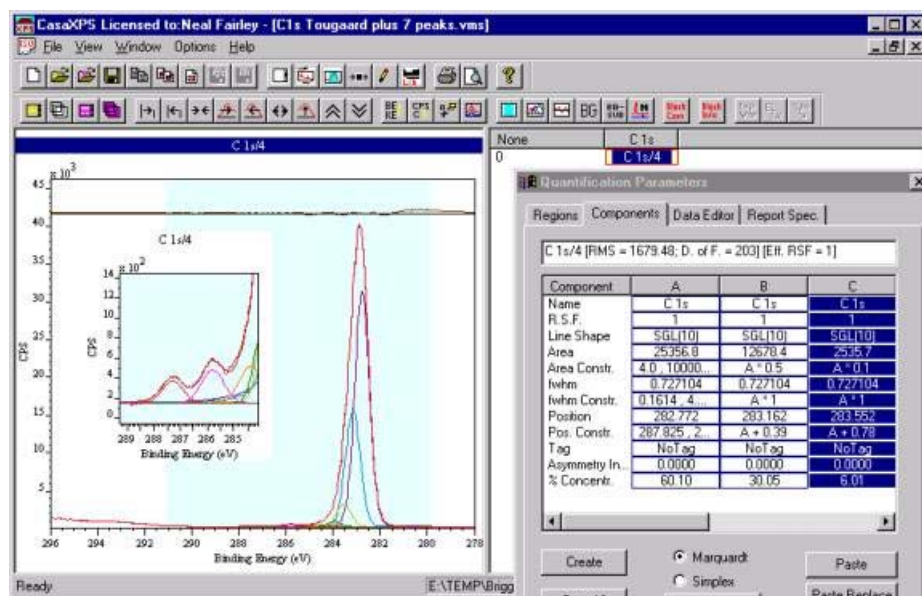 CasaXPS Licensed to:Neal Fairley - [C1s Tougaard plus 7 peaks.vms]
File View Window Options Help
BE KE CPS C BG
C 1s/4
x 10^3
45
40
35
30
25
20
15
10
5
CPS
296 294 292 290 288 286 284 282 280 278
Binding Energy (eV)
C 1s/4
x 10^2
14
12
10
8
6
4
2
0
CPS
289 288 287 286 285
Binding Energy (eV)
None C 1s
0 C 1s/4
Quantification Parameters
Regions Components Data Editor Report Spec.
C 1s/4 [RMS = 1679.48; D. of F. = 203] [Eff. RSF = 1]
Component A B C
Name C 1s C 1s C 1s
R.S.F. 1 1 1
Line Shape SGL(10) SGL(10) SGL(10)
Area 25356.8 12678.4 2535.7
Area Constr. 4.0 , 10000... A * 0.5 A * 0.1
fwhm 0.727104 0.727104 0.727104
fwhm Constr. 0.1614 , 4.... A * 1 A * 1
Position 282.772 283.162 283.552
Pos. Constr. 287.825 , 2... A + 0.39 A + 0.78
Tag NoTag NoTag NoTag
Asymmetry In... 0.0000 0.0000 0.0000
% Concentr. 60.10 30.05 6.01
Create Marquardt Paste
Simplex Paste Replace
Ready E:\TEMP\Brigg